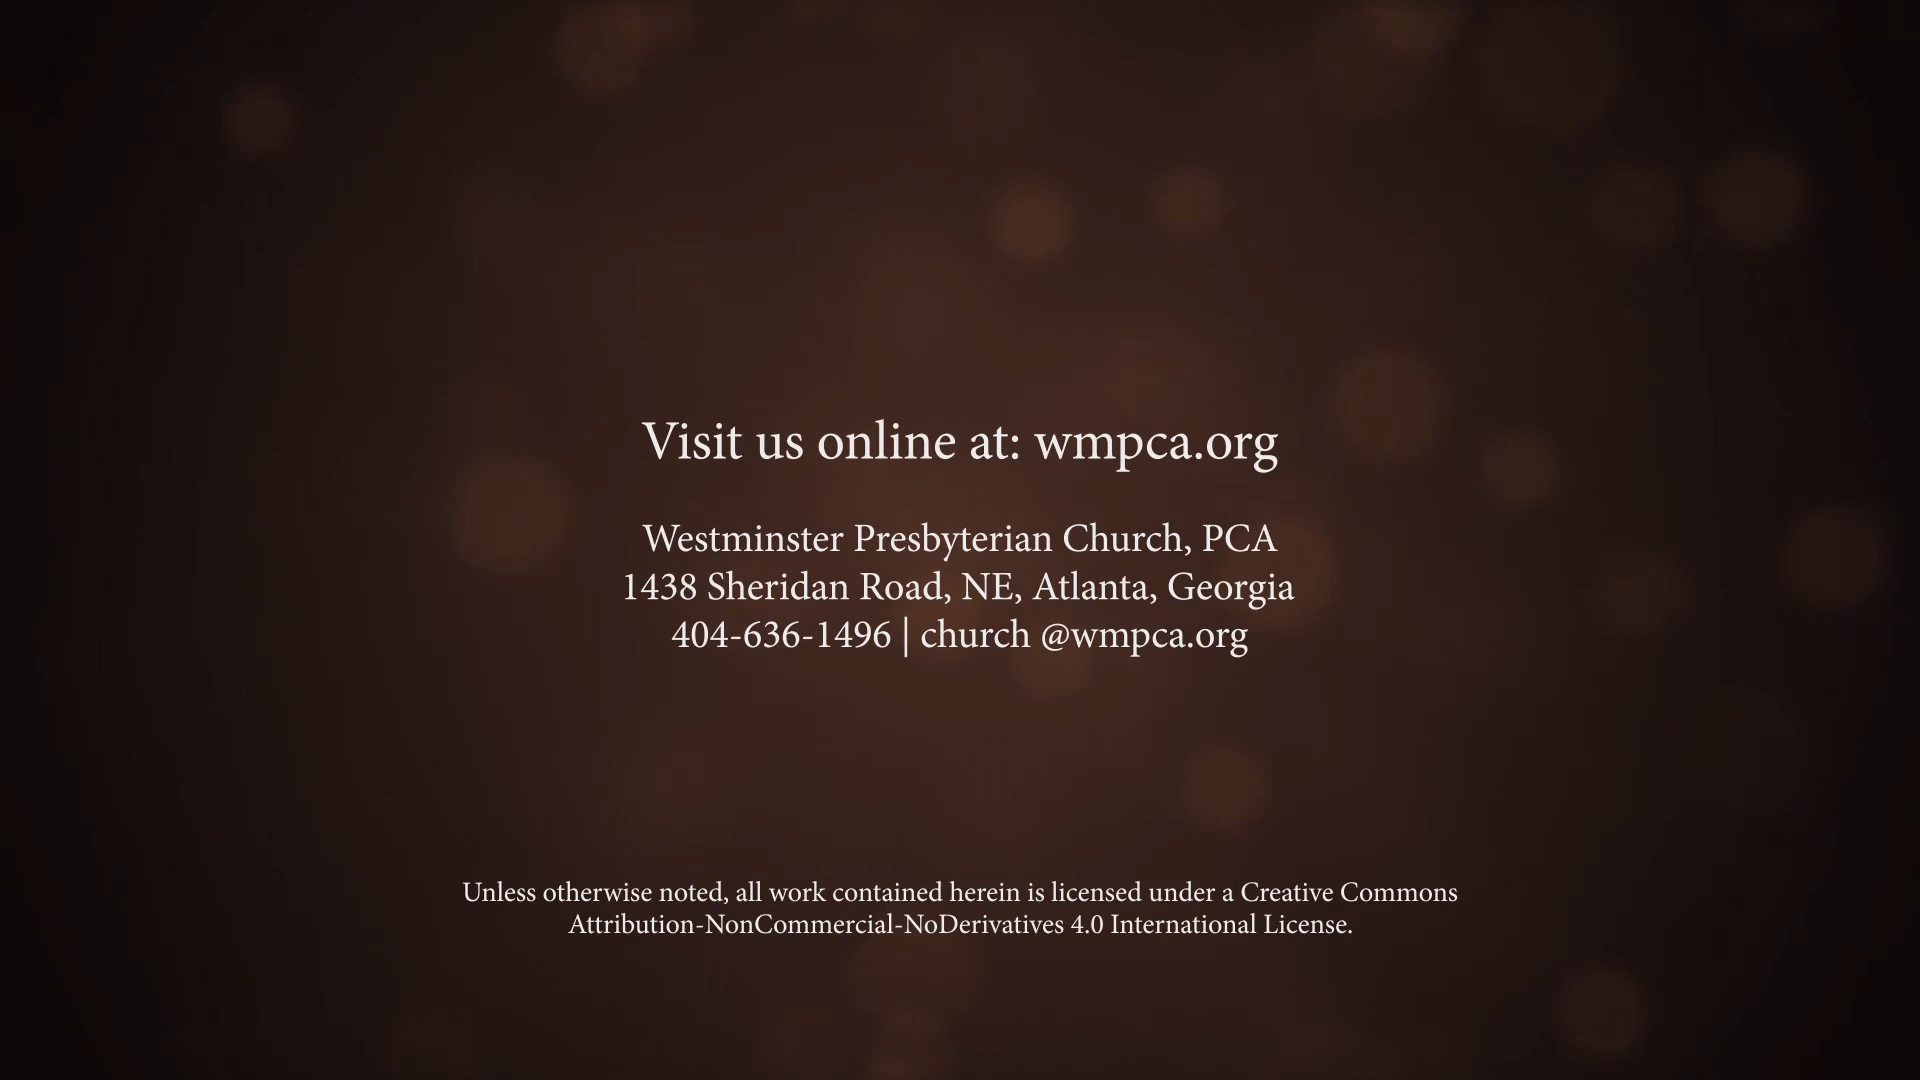 Visit us online at: wmpca.org
Westminster Presbyterian Church, PCA
1438 Sheridan Road, NE, Atlanta, Georgia
404-636-1496 | church @wmpca.org
Unless otherwise noted, all work contained herein is licensed under a Creative Commons
Attribution-NonCommercial-NoDerivatives 4.0 International License.